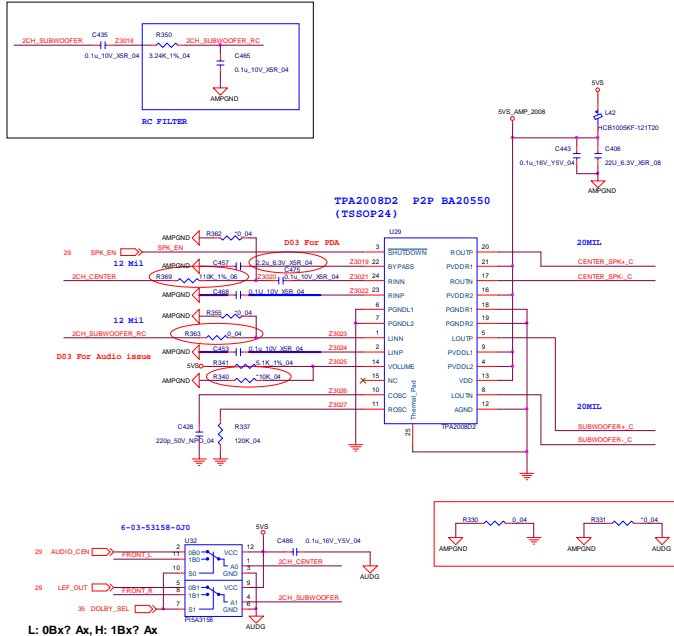 C435
R350
2CH_SUBWOOFER
Z3018
2CH_SUBWOOFER_RC
0.1u_10V_X5R_04
3.24K_1%_04
C465
0.1u_10V_X5R_04
AMPGND
RC FILTER
5VS
5VS_AMP_2008
L42
HCB1005KF-121T20
C443
C406
0.1u_16V_Y5V_04
22U_6.3V_X5R_08
AMPGND
TPA2008D2 P2P BA20550
(TSSOP24)
R362
*0_04
AMPGND
U29
D03 For PDA
20MIL
29 SPK_EN
SPK_EN
3 SHUTDOWN
ROUTP 20
C457
2.2u_6.3V_X5R_04
Z3019
22 BYPASS
PVDDR1 21
CENTER_SPK+_C
12 Mil
AMPGND
C475
2CH_CENTER
R369
110K_1%_06
Z3020
0.1u_10V_X5R_04
Z3021
24 RINN
ROUTN 17
CENTER_SPK-_C
AMPGND
C468
0.1U_10V_X5R_04
Z3022
23 RINP
PVDDR2 16
6 PGNDL1
PGNDR1 18
R355
*0_04
AMPGND
7 PGNDL2
PGNDR2 19
12 Mil
2CH_SUBWOOFER_RC
R363
0_04
Z3023
1 LINN
LOUTP 5
AMPGND
C453
0.1u_10V_X5R_04
Z3024
2 LINP
PVDDL1 9
D03 For Audio issue
5VS
R341
5.1K_1%_04
Z3025
14 VOLUME
PVDDL2 4
AMPGND
R340
*10K_04
15 NC
VDD 13
Z3026
10 COSC
LOUTN 8
Z3027
11 ROSC
AGND 12
20MIL
Thermal_Pad
25
TPA2008D2
C428
220p_50V_NPO_04
R337
120K_04
SUBWOOFER+_C
SUBWOOFER-_C
6-03-53158-0J0
5VS
U32
C486
0.1u_16V_Y5V_04
29 AUDIO_CEN
2 0B0
VCC 12
FRONT_L
11 1B0
A0 1
2CH_CENTER
10 S0
GND 3
AUDG
29 LEF_OUT
5 0B1
VCC 9
FRONT_R
8 1B1
A1 4
2CH_SUBWOOFER
35 DOLBY_SEL
7 S1
GND 6
PI5A3158
AUDG
R330
0_04
AMPGND
R331
*0_04
AMPGND
AUDG
L: 0Bx? Ax, H: 1Bx? Ax